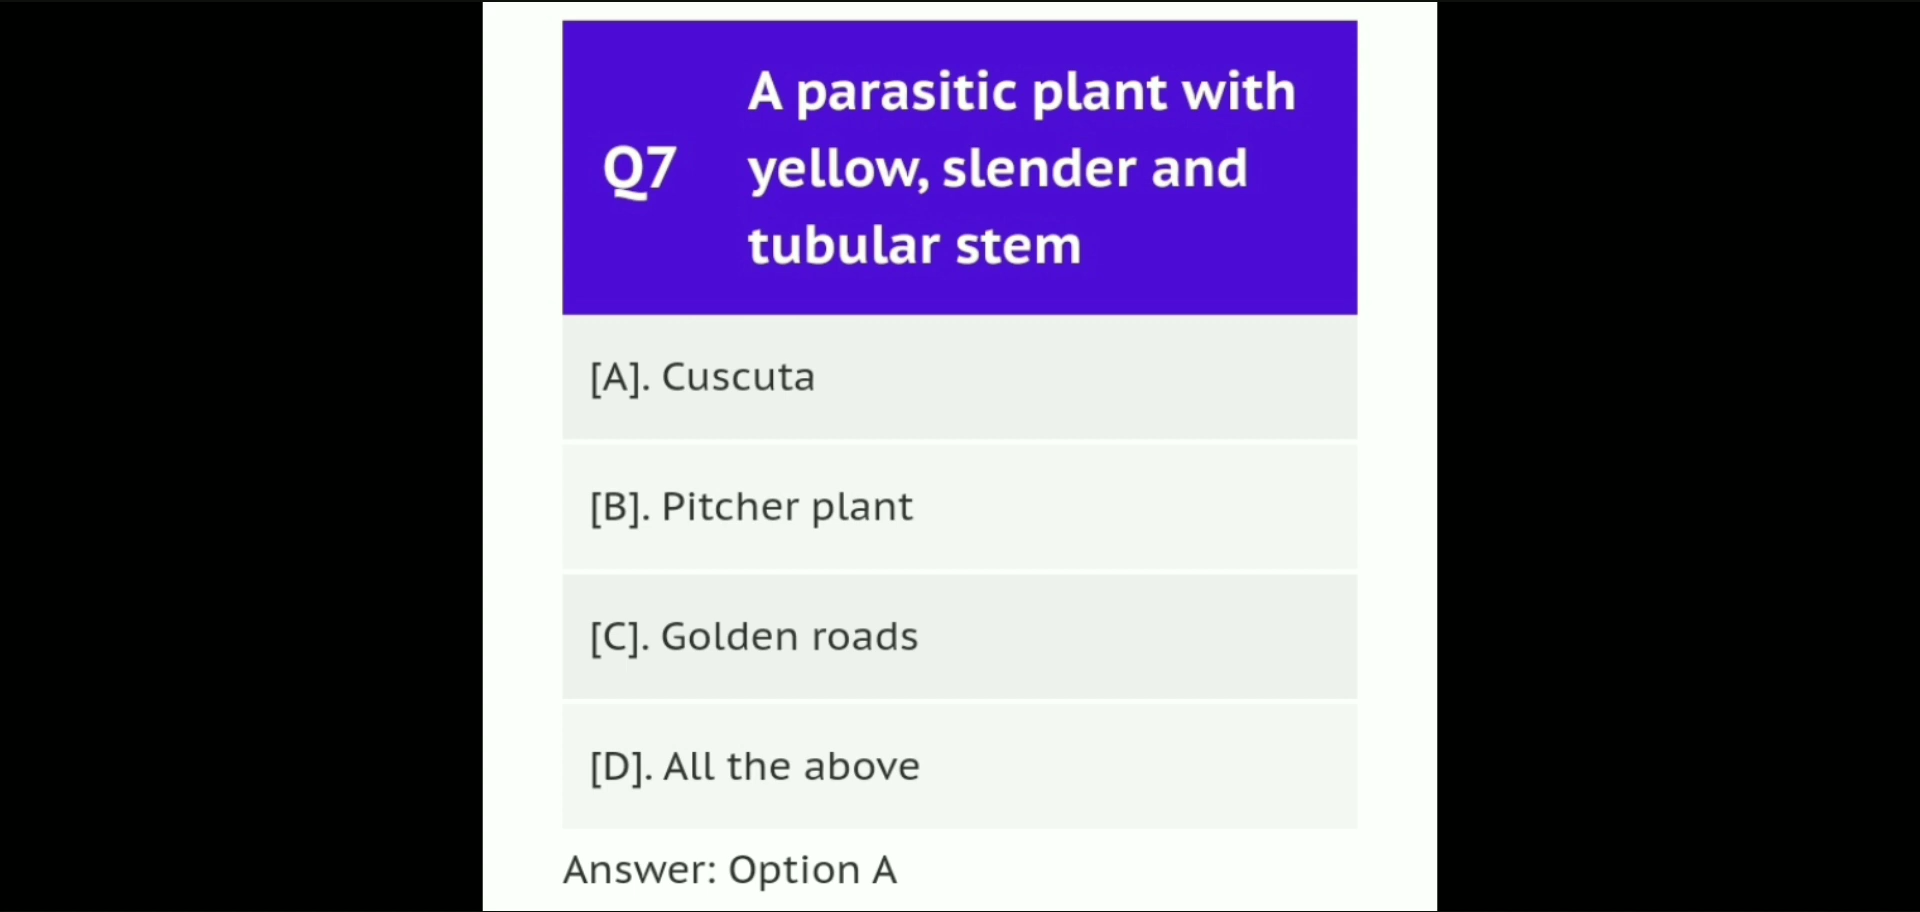 Q7
A parasitic plant with
yellow, slender and
tubular stem
[A]. Cuscuta
[B]. Pitcher plant
[C]. Golden roads
[D]. All the above
Answer: Option A